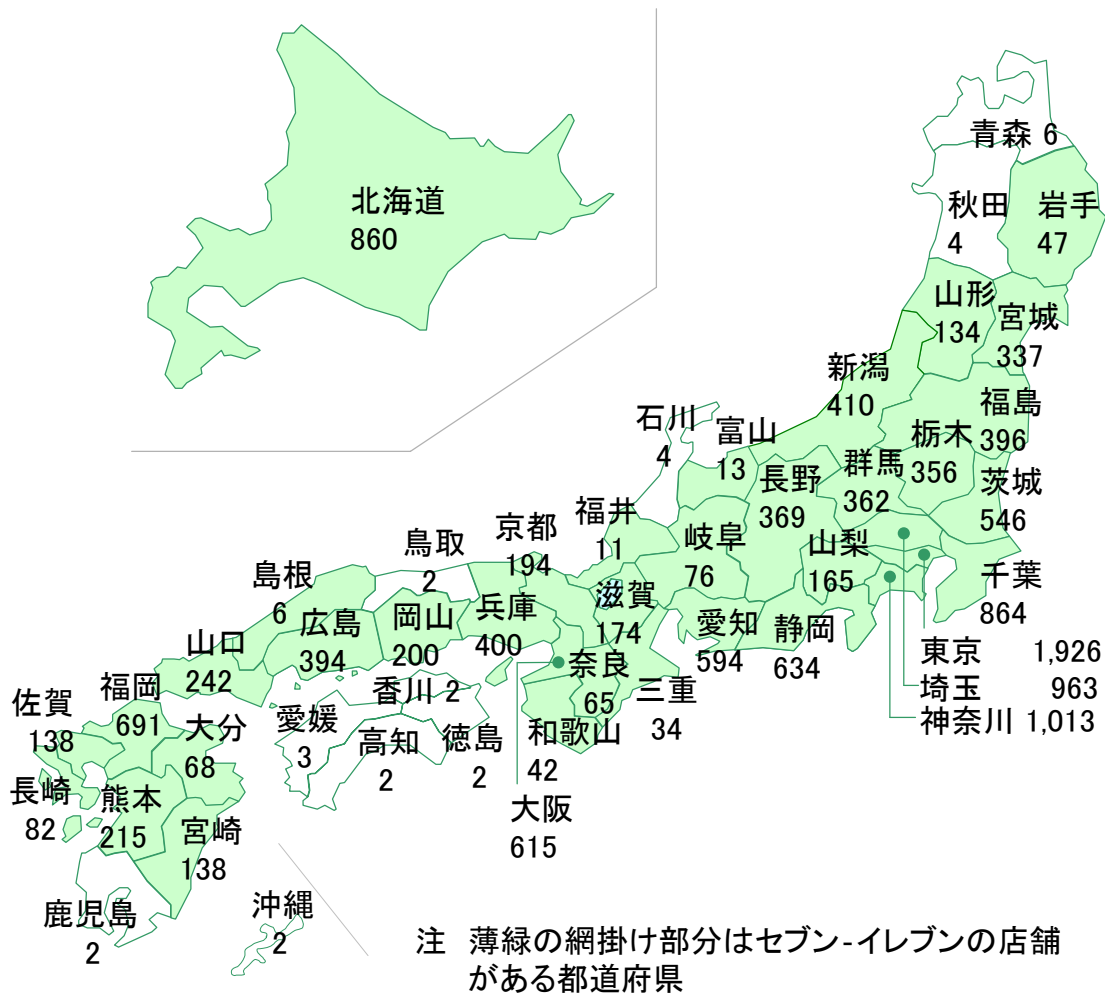 北海道
860
青森 6
秋田
4
岩手
47
山形
134
宮城
337
新潟
410
福島
396
石川
4
富山
13
栃木
356
群馬
362
長野
369
茨城
546
福井
11
京都
194
岐阜
76
山梨
165
千葉
864
鳥取
2
島根
6
滋賀
174
兵庫
400
岡山
200
広島
394
山口
242
愛知
594
静岡
634
東京 1,926
埼玉 963
神奈川 1,013
奈良
65
三重
34
和歌山
42
大阪
615
香川 2
愛媛
3
高知
2
徳島
2
福岡
691
佐賀
138
大分
68
長崎
82
熊本
215
宮崎
138
鹿児島
2
沖縄
2
注 薄緑の網掛け部分はセブン-イレブンの店舗
がある都道府県